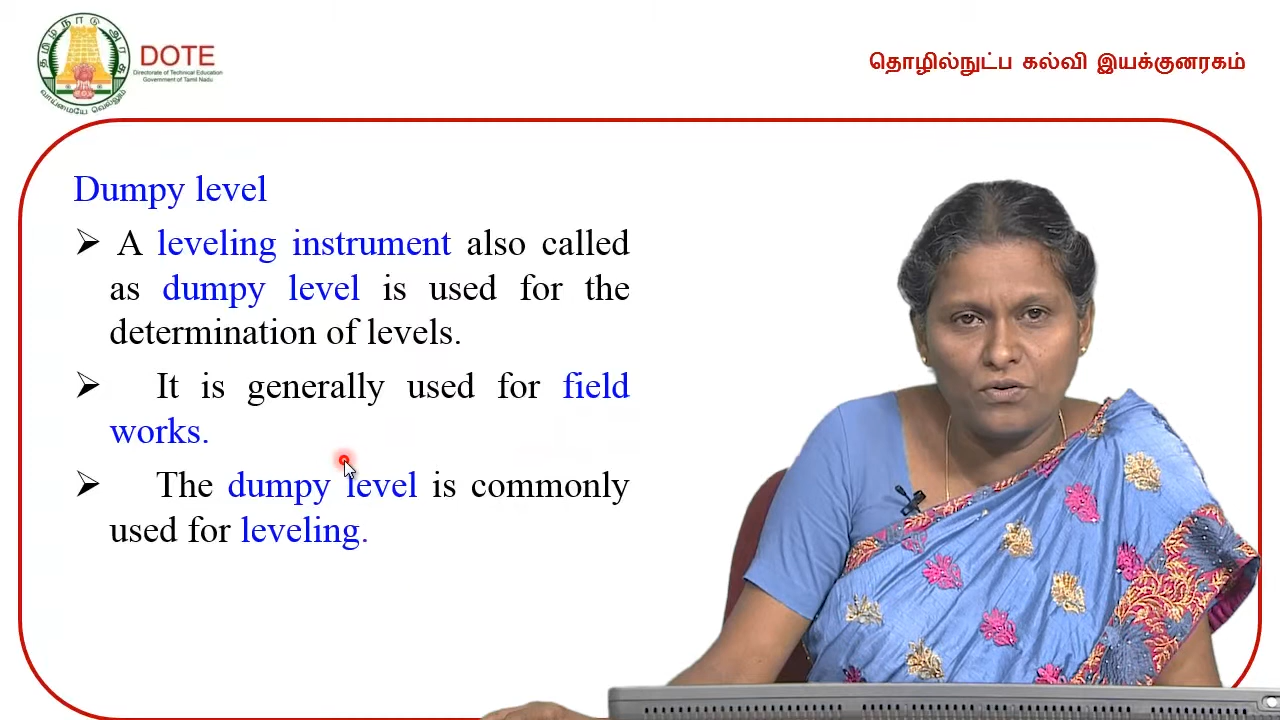 தமிழ்நாடு அரசு
வாய்மையே வெல்லும்
DOTE
Directorate of Technical Education
Government of Tamil Nadu
தொழில்நுட்ப கல்வி இயக்குனரகம்
Dumpy level
➢ A leveling instrument also called
as dumpy level is used for the
determination of levels.
➢ It is generally used for field
works.
➢ The dumpy level is commonly
used for leveling.